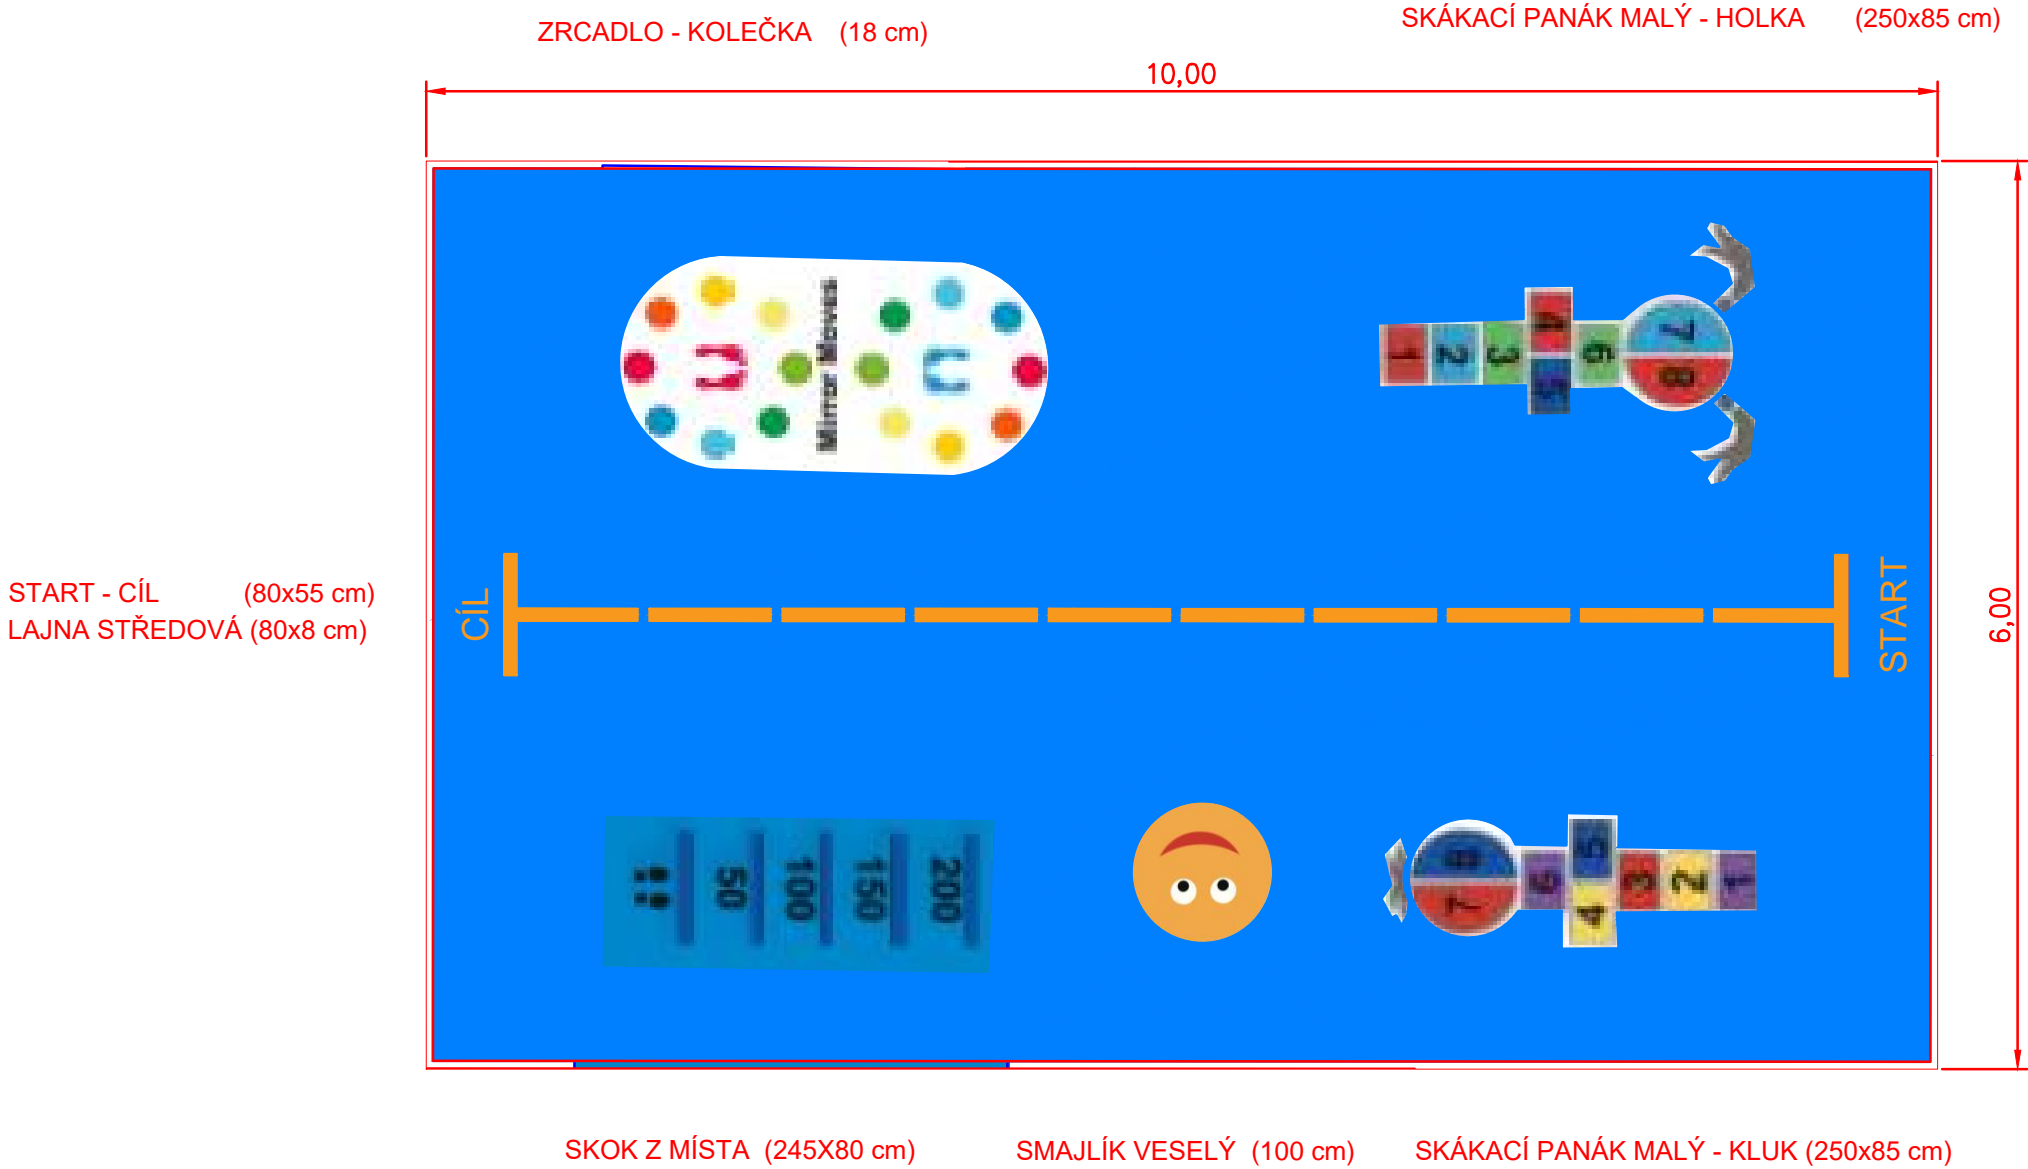 ZRCADLO - KOLEČKA (18 cm)
SKÁKACÍ PANÁK MALÝ - HOLKA (250x85 cm)
10,00
Mirror Moves
1 2 3 4 5 6 7 8
START - CÍL (80x55 cm)
LAJNA STŘEDOVÁ (80x8 cm)
CÍL
START
6,00
50 100 150 200
8 7 6 5 4 3 2 1
SKOK Z MÍSTA (245X80 cm)
SMAJLÍK VESELÝ (100 cm)
SKÁKACÍ PANÁK MALÝ - KLUK (250x85 cm)